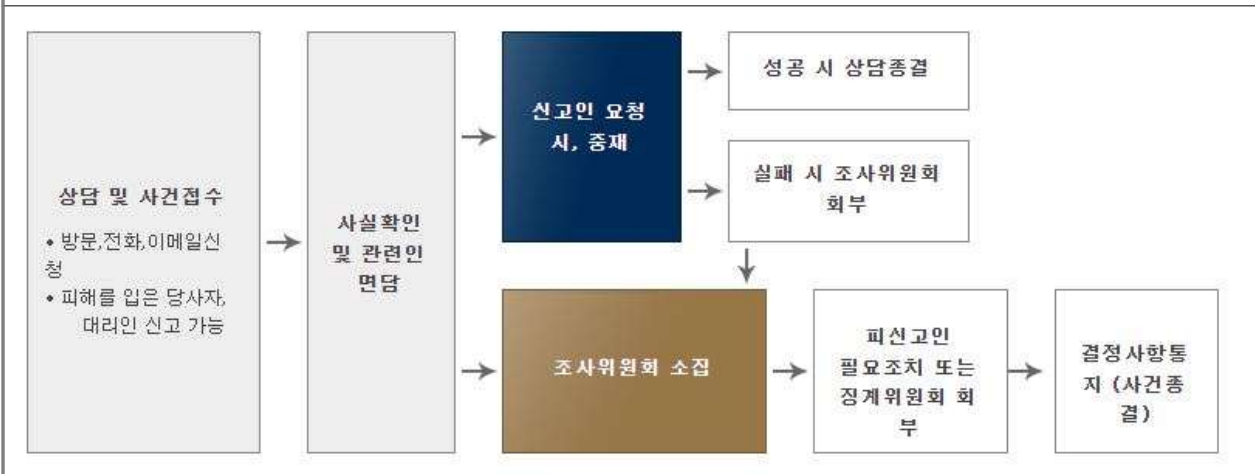 상담 및 사건접수
• 방문,전화,이메일신
청
• 피해를 입은 당사자,
대리인 신고 가능
사실확인
및 관련인
면담
신고인 요청
시, 중재
성공 시 상담종결
실패 시 조사위원회
회부
조사위원회 소집
피신고인
필요조치 또는
징계위원회 회
부
결정사항통
지 (사건종
결)